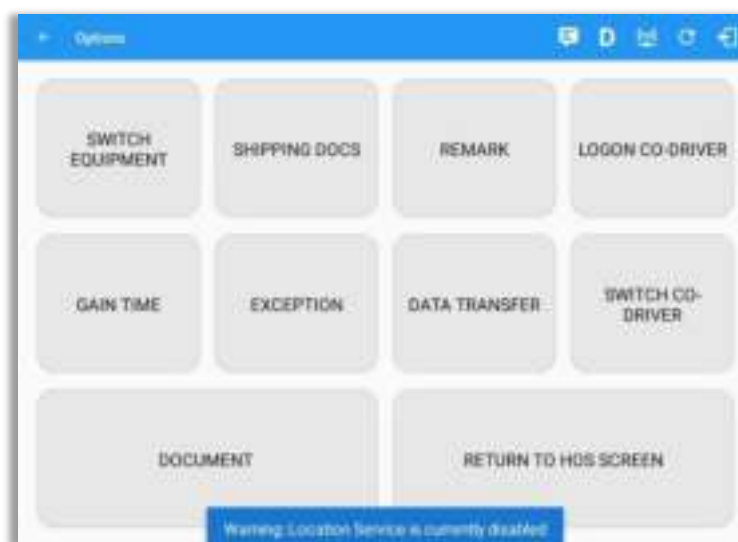 Options
D
SWITCH
EQUIPMENT
SHIPPING DOCS
REMARK
LOGON CO-DRIVER
GAIN TIME
EXCEPTION
DATA TRANSFER
SWITCH CO-
DRIVER
DOCUMENT
RETURN TO HOS SCREEN
Warning: Location Service is currently disabled